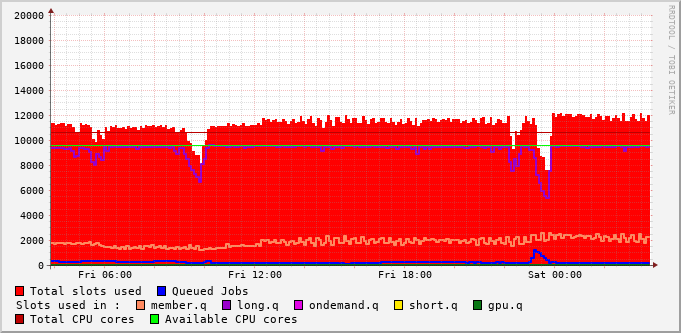 20000
18000
16000
14000
12000
10000
8000
6000
4000
2000
0
Fri 06:00 Fri 12:00 Fri 18:00 Sat 00:00
RRDTOOL / TOBI OETIKER
Total slots used Queued Jobs
Slots used in : member.q long.q ondemand.q short.q gpu.q
Total CPU cores Available CPU cores